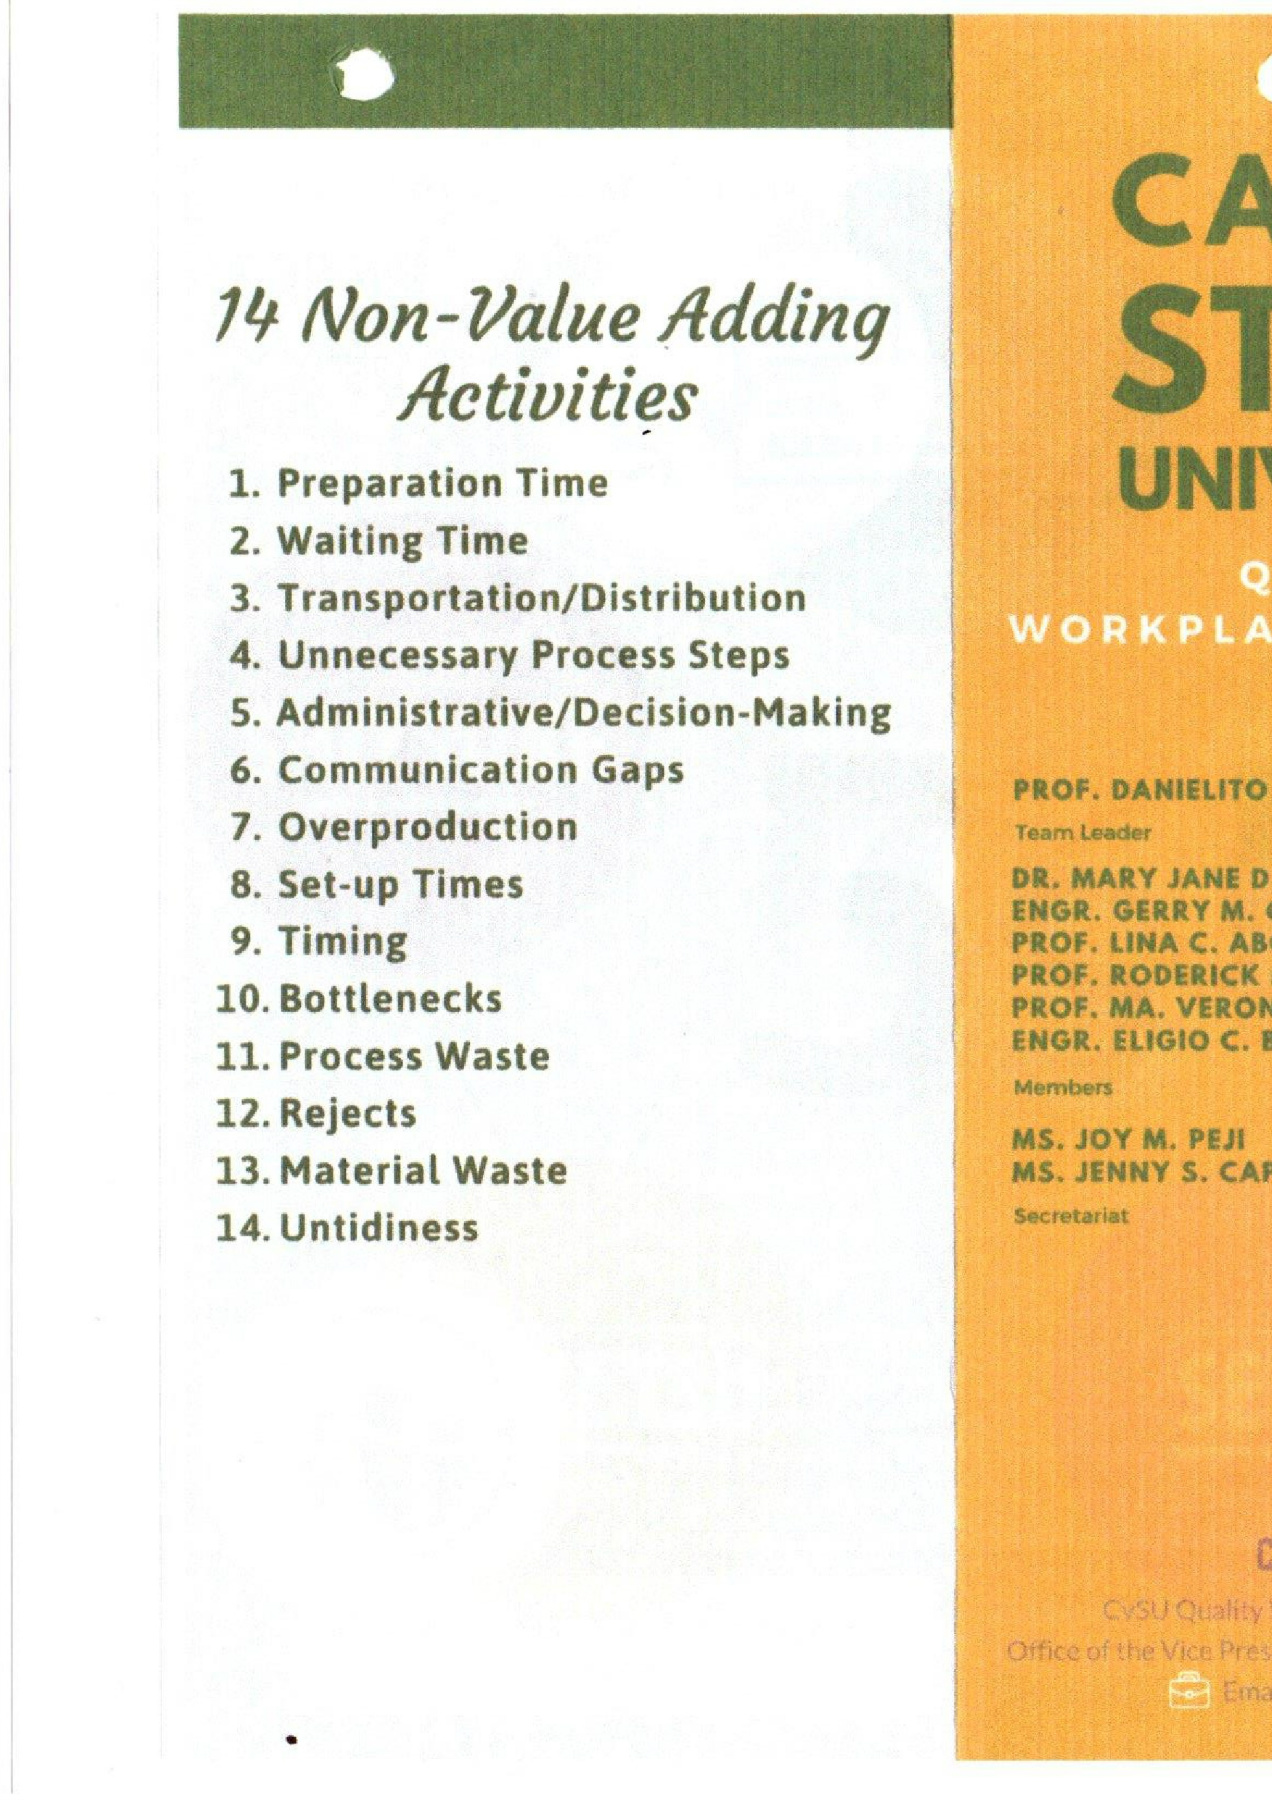 14 Non-Value Adding
Activities
1. Preparation Time
2. Waiting Time
3. Transportation/Distribution
4. Unnecessary Process Steps
5. Administrative/Decision-Making
6. Communication Gaps
7. Overproduction
8. Set-up Times
9. Timing
10. Bottlenecks
11. Process Waste
12. Rejects
13. Material Waste
14. Untidiness
CA
ST
UNIV
Q
WORKPLA
PROF. DANIELITO
Team Leader
DR. MARY JANE D
ENGR. GERRY M.
PROF. LINA C. AB
PROF. RODERICK
PROF. MA. VERON
ENGR. ELIGIO C.
Members
MS. JOY M. PEJI
MS. JENNY S. CAP
Secretariat
CvSU Quality
Office of the Vice Pres
Ema